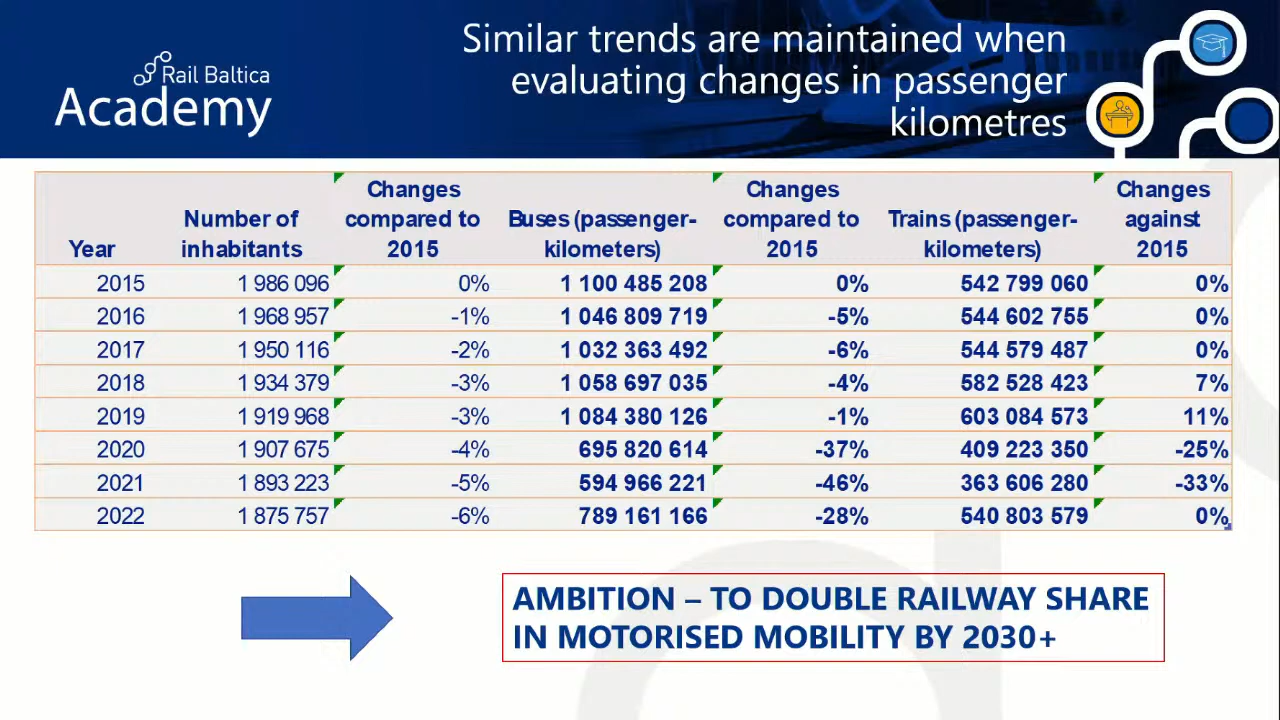 Similar trends are maintained when
evaluating changes in passenger
kilometres
Rail Baltica
Academy
Year Number of inhabitants Changes compared to 2015 Buses (passenger-kilometers) Changes compared to 2015 Trains (passenger-kilometers) Changes against 2015
2015 1 986 096 0% 1 100 485 208 0% 542 799 060 0%
2016 1 968 957 -1% 1 046 809 719 -5% 544 602 755 0%
2017 1 950 116 -2% 1 032 363 492 -6% 544 579 487 0%
2018 1 934 379 -3% 1 058 697 035 -4% 582 528 423 7%
2019 1 919 968 -3% 1 084 380 126 -1% 603 084 573 11%
2020 1 907 675 -4% 695 820 614 -37% 409 223 350 -25%
2021 1 893 223 -5% 594 966 221 -46% 363 606 280 -33%
2022 1 875 757 -6% 789 161 166 -28% 540 803 579 0%
AMBITION – TO DOUBLE RAILWAY SHARE
IN MOTORISED MOBILITY BY 2030+